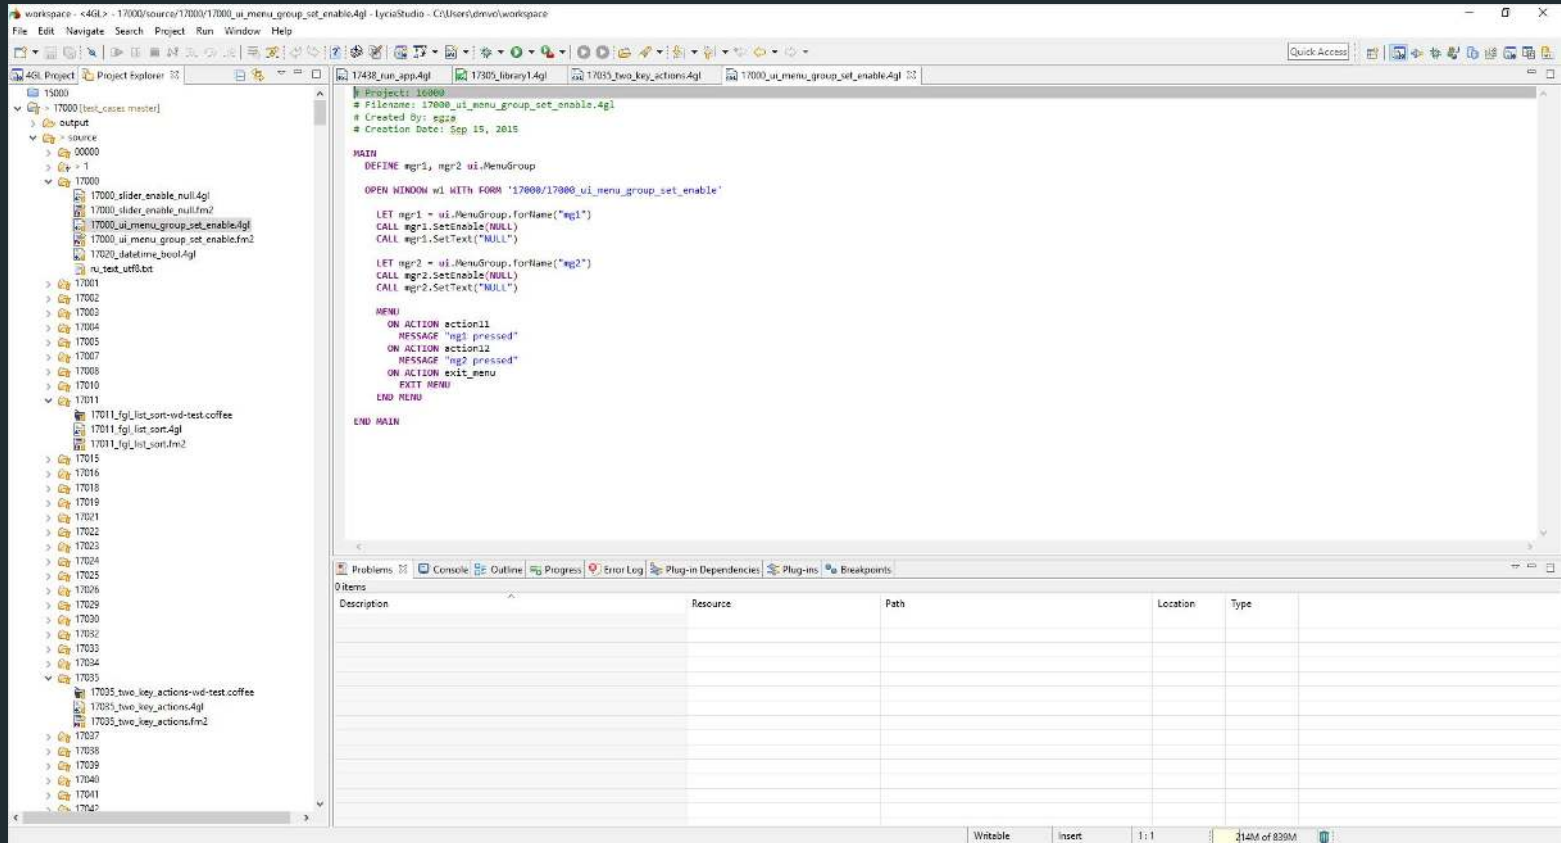 workspace - <4GL> - 17000/source/17000/17000_ui_menu_group_set_enable.4gl - LyciaStudio - C:\Users\dmvo\workspace
File Edit Navigate Search Project Run Window Help
Quick Access
4GL Project Project Explorer
17438_run_app.4gl 17305_library1.4gl 17035_two_key_actions.4gl 17000_ui_menu_group_set_enable.4gl
15000
> 17000 [test_cases master]
output
> source
00000
> 1
17000
17000_slider_enable_null.4gl
17000_slider_enable_null.fm2
17000_ui_menu_group_set_enable.4gl
17000_ui_menu_group_set_enable.fm2
17020_datetime_bool.4gl
ru_text_utf8.txt
17001
17002
17003
17004
17005
17007
17008
17010
17011
17011_fgl_list_sort-wd-test.coffee
17011_fgl_list_sort.4gl
17011_fgl_list_sort.fm2
17015
17016
17018
17019
17021
17022
17023
17024
17025
17026
17029
17030
17032
17033
17034
17035
17035_two_key_actions-wd-test.coffee
17035_two_key_actions.4gl
17035_two_key_actions.fm2
17037
17038
17039
17040
17041
17042
# Project: 16000
# Filename: 17000_ui_menu_group_set_enable.4gl
# Created By: egza
# Creation Date: Sep 15, 2015
MAIN
DEFINE mgr1, mgr2 ui.MenuGroup
OPEN WINDOW w1 WITh FORM '17000/17000_ui_menu_group_set_enable'
LET mgr1 = ui.MenuGroup.forName("mg1")
CALL mgr1.SetEnable(NULL)
CALL mgr1.SetText("NULL")
LET mgr2 = ui.MenuGroup.forName("mg2")
CALL mgr2.SetEnable(NULL)
CALL mgr2.SetText("NULL")
MENU
ON ACTION action11
MESSAGE "mg1 pressed"
ON ACTION action12
MESSAGE "mg2 pressed"
ON ACTION exit_menu
EXIT MENU
END MENU
END MAIN
Problems Console Outline Progress Error Log Plug-in Dependencies Plug-ins Breakpoints
0 items
Description Resource Path Location Type
Writable Insert 1 : 1 214M of 839M